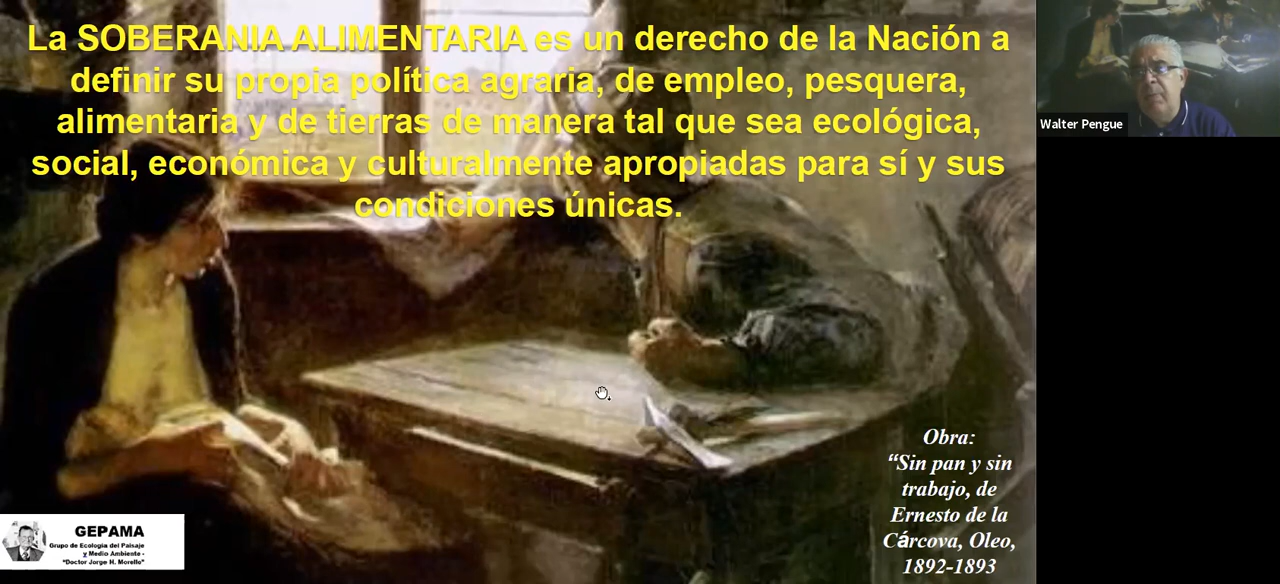 La SOBERANIA ALIMENTARIA es un derecho de la Nación a
definir su propia política agraria, de empleo, pesquera,
alimentaria y de tierras de manera tal que sea ecológica,
social, económica y culturalmente apropiadas para sí y sus
condiciones únicas.
Walter Pengue
Obra:
“Sin pan y sin
trabajo, de
Ernesto de la
Cárcova, Oleo,
1892-1893
GEPAMA
Grupo de Ecología del Paisaje
y Medio Ambiente -
"Doctor Jorge H. Morello"